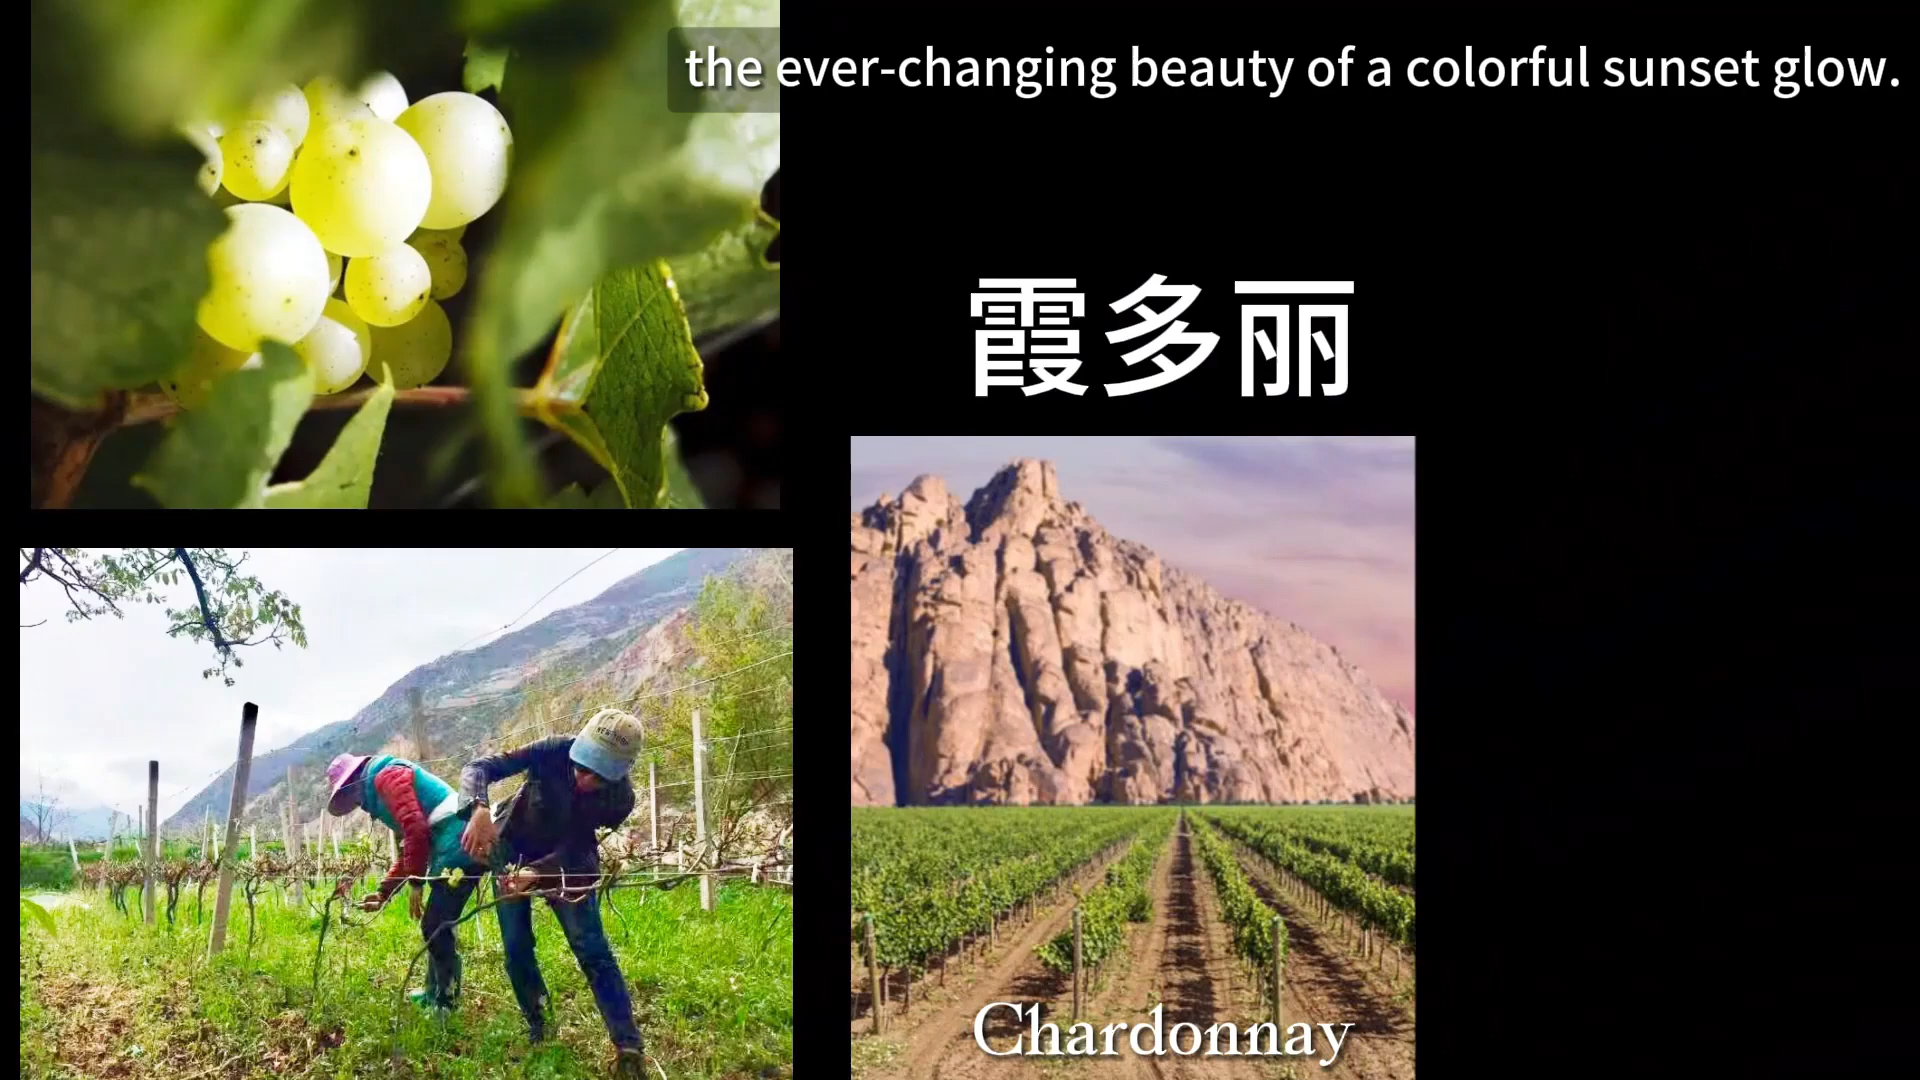 the ever-changing beauty of a colorful sunset glow.
霞多丽
Chardonnay